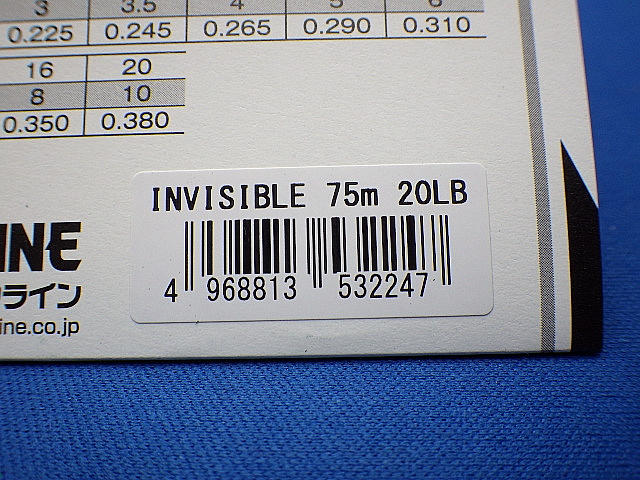 3 3.5 4 5 6
0.225 0.245 0.265 0.290 0.310
16 20
8 10
0.350 0.380
INVISIBLE 75m 20LB
4 968813 532247
INE
ライン
ine.co.jp